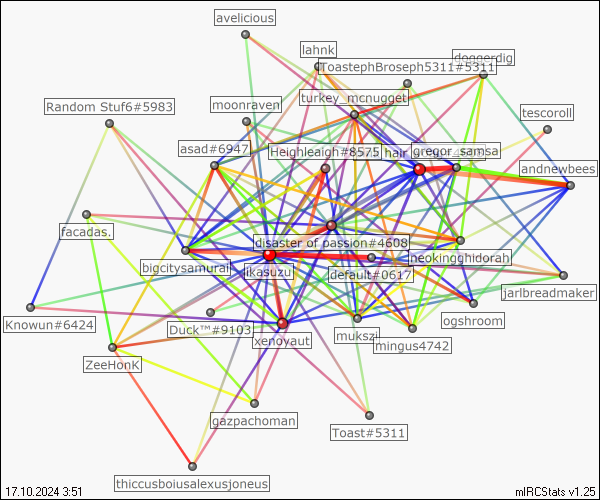 avelicious
lahnk
doggerdig
ToastephBroseph5311#5311
Random Stuf6#5983
moonraven
turkey_mcnugget
tescoroll
asad#6947
Heighleaigh#8575
hair
gregor_samsa
andnewbees
facadas.
disaster of passion#4608
neokingghidorah
bigcitysamurai
ikasuzu
default#0617
jarlbreadmaker
Knowun#6424
Duck™#9103
ogshroom
xenoyaut
mukszi
mingus4742
ZeeHonK
gazpachoman
Toast#5311
thiccusboiusalexusjoneus
17.10.2024 3:51
mIRCStats v1.25